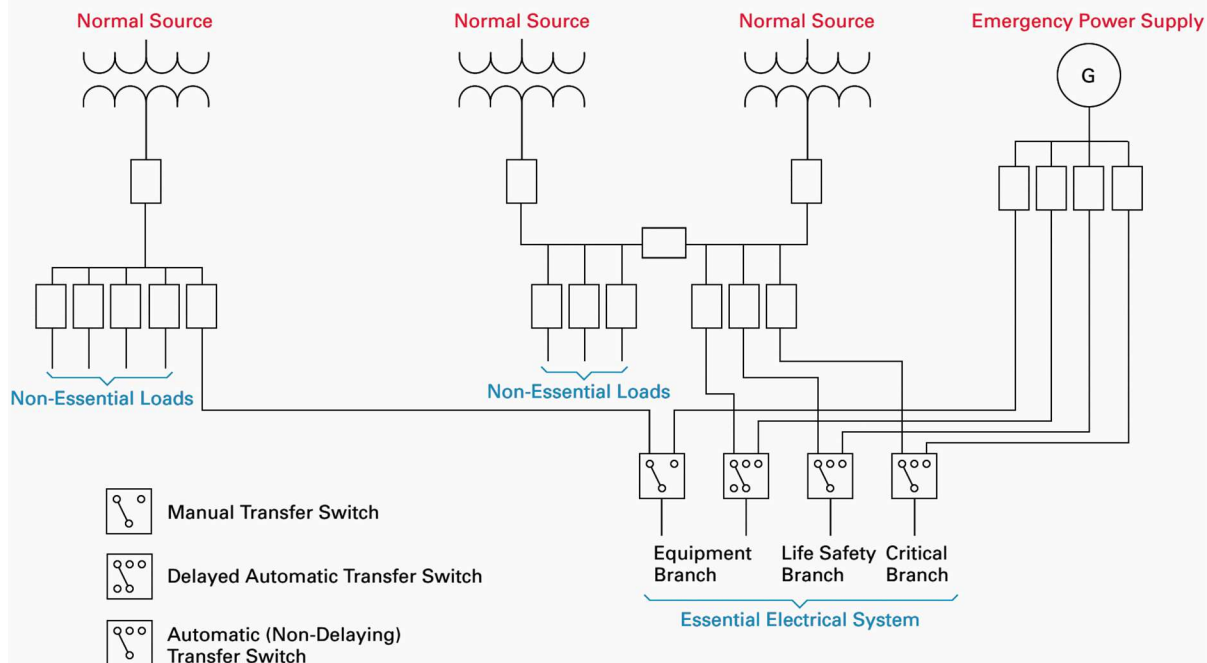 Normal Source
Normal Source
Normal Source
Emergency Power Supply
G
Non-Essential Loads
Non-Essential Loads
Manual Transfer Switch
Delayed Automatic Transfer Switch
Automatic (Non-Delaying)
Transfer Switch
Equipment
Branch
Life Safety
Branch
Critical
Branch
Essential Electrical System